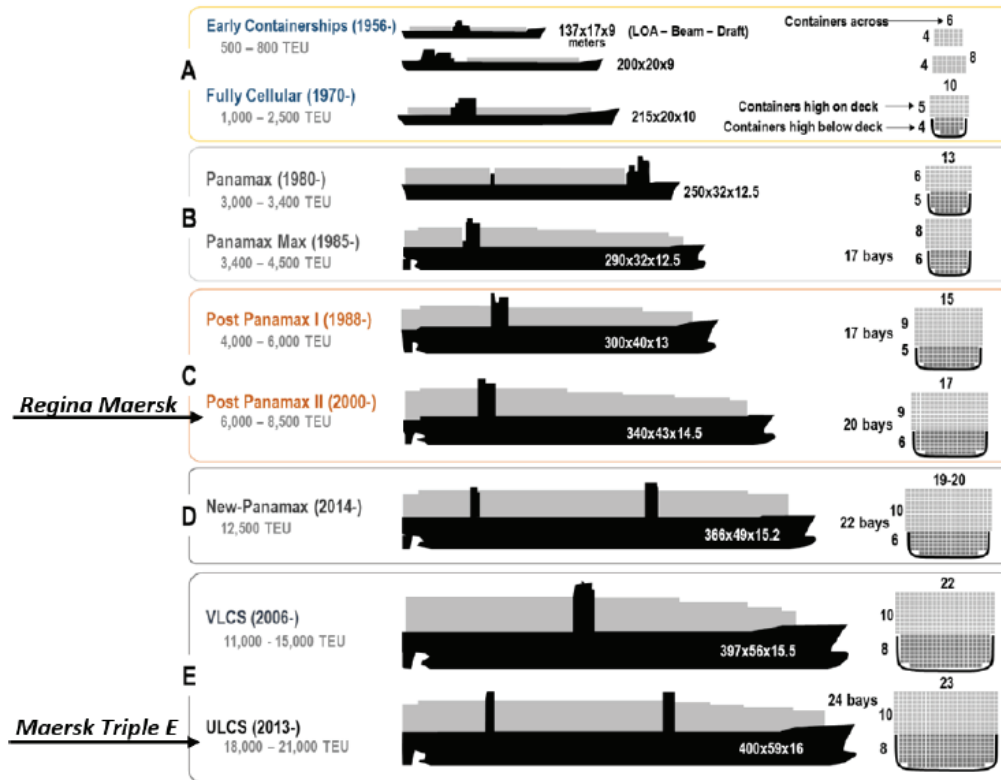 Early Containerships (1956-)
500 – 800 TEU
137x17x9
meters
(LOA – Beam – Draft)
Containers across
6
4
200x20x9
4
8
A
Fully Cellular (1970-)
1,000 – 2,500 TEU
215x20x10
10
Containers high on deck
5
Containers high below deck
4
B
Panamax (1980-)
3,000 – 3,400 TEU
250x32x12.5
13
6
5
Panamax Max (1985-)
3,400 – 4,500 TEU
290x32x12.5
17 bays
8
6
C
Post Panamax I (1988-)
4,000 – 6,000 TEU
300x40x13
17 bays
15
9
5
Regina Maersk
Post Panamax II (2000-)
6,000 – 8,500 TEU
340x43x14.5
20 bays
17
9
6
D
New-Panamax (2014-)
12,500 TEU
366x49x15.2
22 bays
19-20
10
6
E
VLCS (2006-)
11,000 - 15,000 TEU
397x56x15.5
22
10
8
Maersk Triple E
ULCS (2013-)
18,000 – 21,000 TEU
400x59x16
24 bays
23
10
8